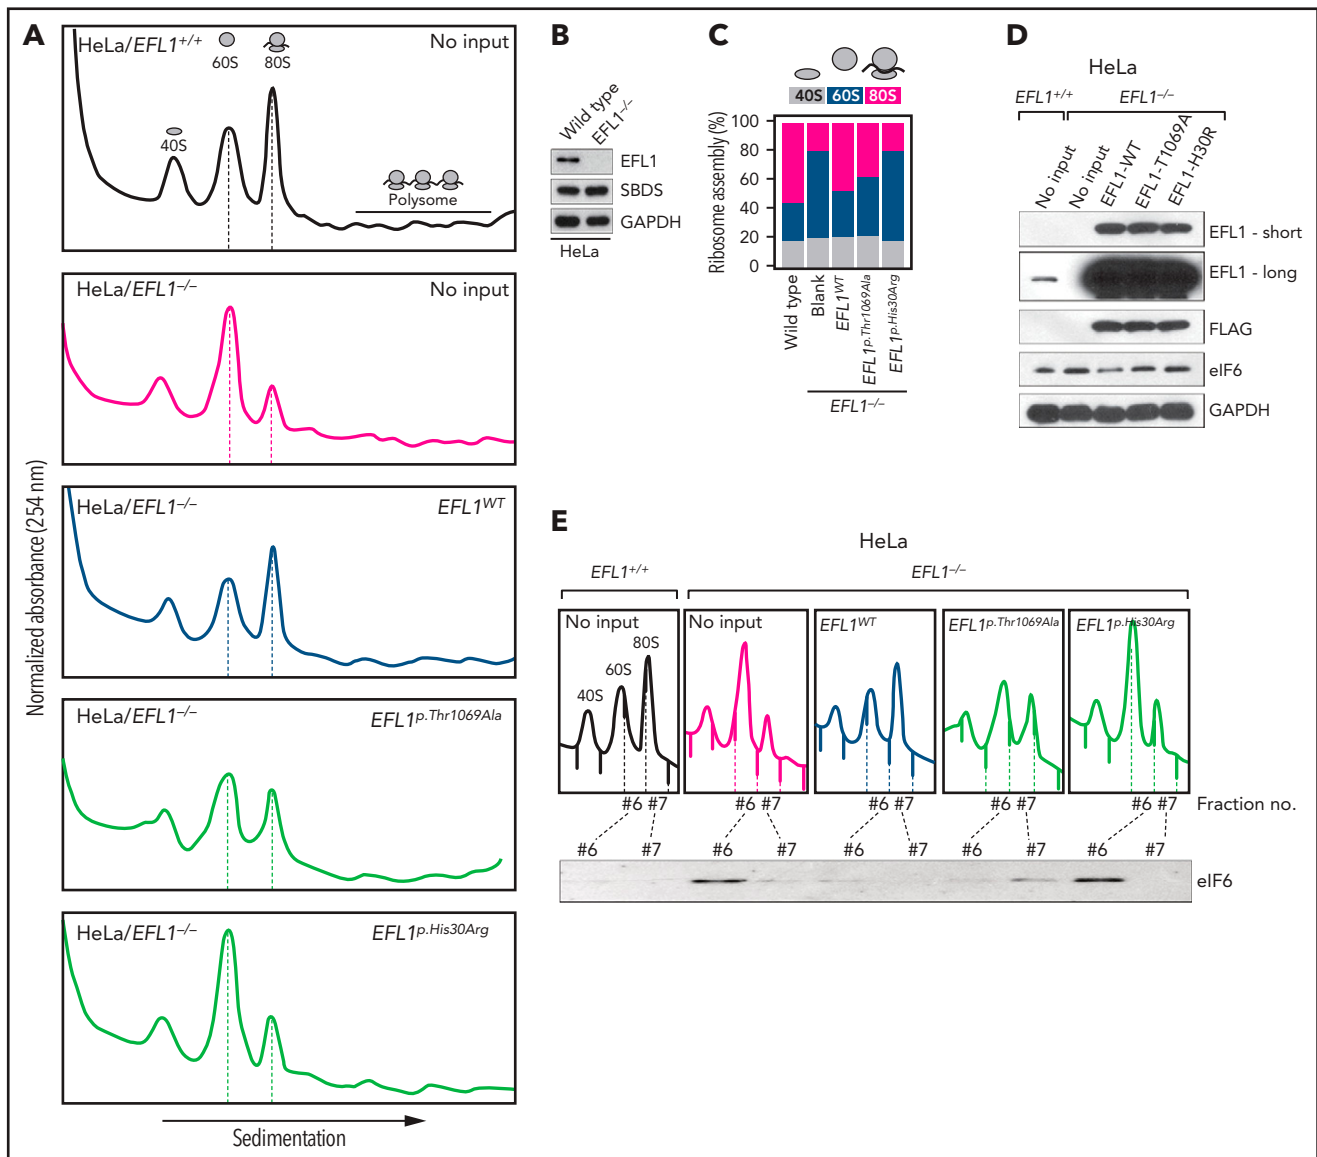 A
HeLa/EFL1+/+
No input
60S
80S
40S
Polysome
HeLa/EFL1−/−
No input
HeLa/EFL1−/−
EFL1WT
HeLa/EFL1−/−
EFL1p.Thr1069Ala
HeLa/EFL1−/−
EFL1p.His30Arg
Normalized absorbance (254 nm)
Sedimentation
B
Wild type
EFL1−/−
EFL1
SBDS
GAPDH
HeLa
C
40S 60S 80S
Ribosome assembly (%)
100
80
60
40
20
0
Wild type
Blank
EFL1WT
EFL1p.Thr1069Ala
EFL1p.His30Arg
EFL1−/−
D
HeLa
EFL1+/+ EFL1−/−
No input
No input
EFL1-WT
EFL1-T1069A
EFL1-H30R
EFL1 - short
EFL1 - long
FLAG
eIF6
GAPDH
E
HeLa
EFL1+/+ EFL1−/−
No input
40S
60S
80S
No input
EFL1WT
EFL1p.Thr1069Ala
EFL1p.His30Arg
#6 #7 #6 #7 #6 #7 #6 #7 #6 #7 Fraction no.
#6 #7 #6 #7 #6 #7 #6 #7 #6 #7
eIF6